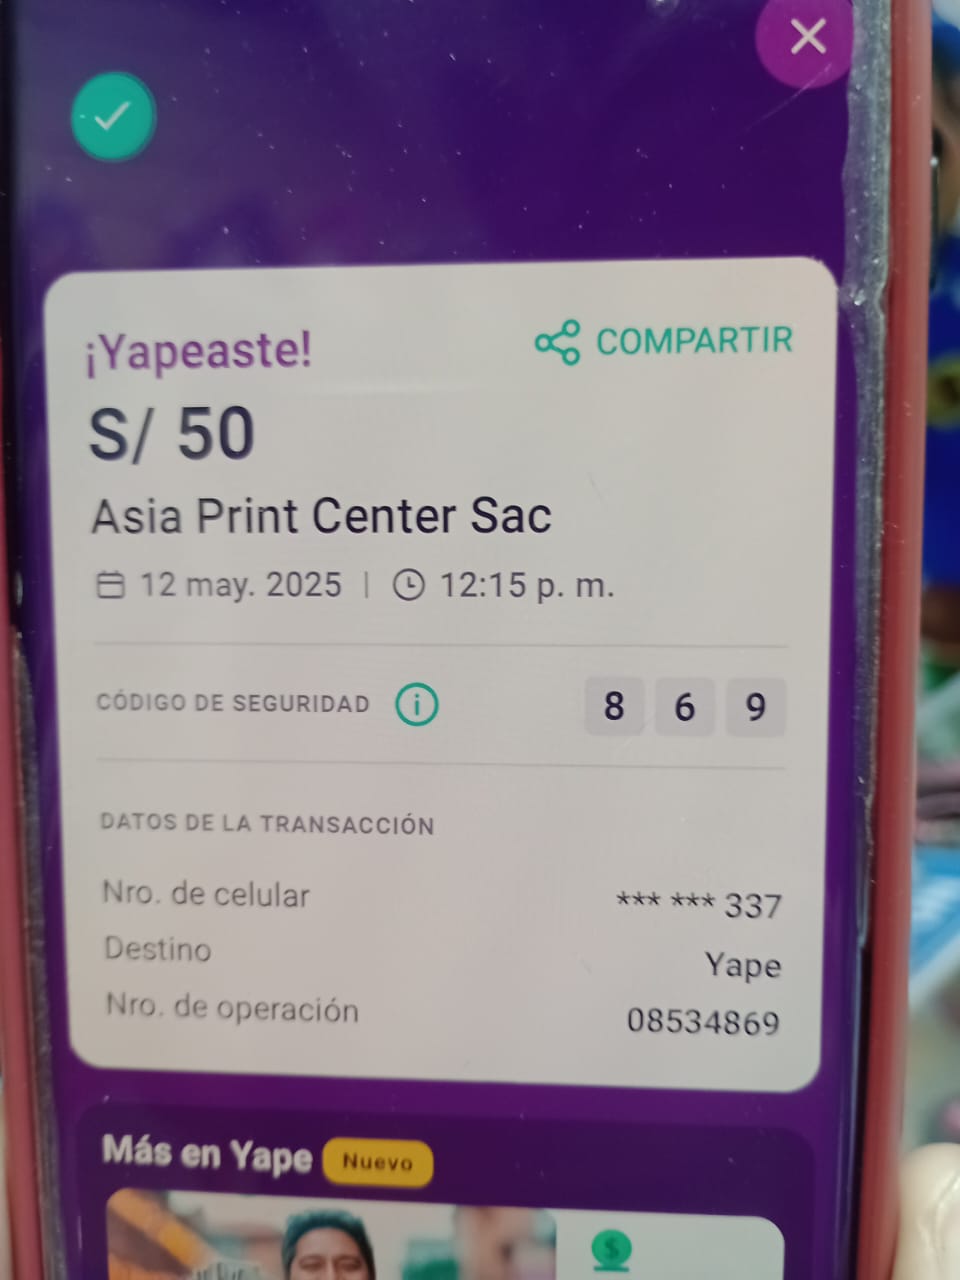 ¡Yapeaste!
COMPARTIR
S/ 50
Asia Print Center Sac
12 may. 2025 | 12:15 p. m.
CÓDIGO DE SEGURIDAD
8 6 9
DATOS DE LA TRANSACCIÓN
Nro. de celular *** *** 337
Destino Yape
Nro. de operación 08534869
Más en Yape Nuevo
$